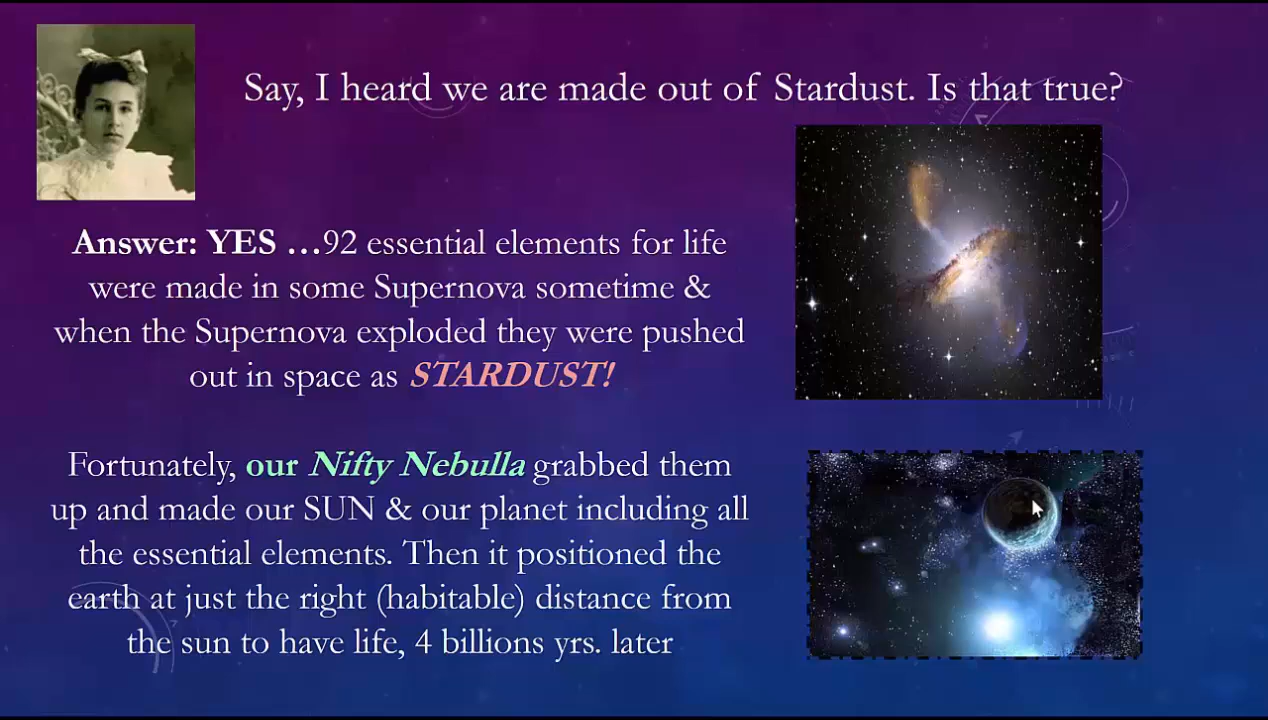 Say, I heard we are made out of Stardust. Is that true?
Answer: YES …92 essential elements for life
were made in some Supernova sometime &
when the Supernova exploded they were pushed
out in space as STARDUST!
Fortunately, our Nifty Nebulla grabbed them
up and made our SUN & our planet including all
the essential elements. Then it positioned the
earth at just the right (habitable) distance from
the sun to have life, 4 billions yrs. later